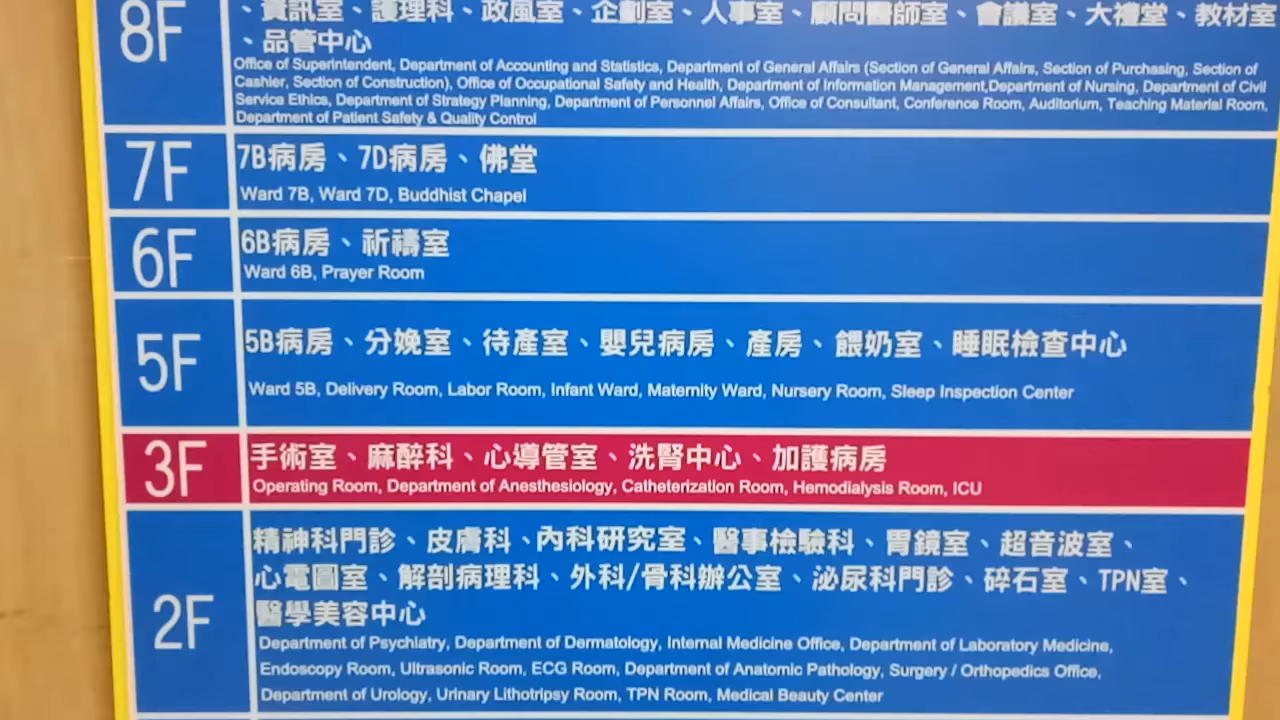 8F
、資訊室、護理科、政風室、企劃室、人事室、顧問醫師室、會議室、大禮堂、教材室
、品管中心
Office of Superintendent, Department of Accounting and Statistics, Department of General Affairs (Section of General Affairs, Section of Purchasing, Section of
Cashier, Section of Construction), Office of Occupational Safety and Health, Department of Information Management,Department of Nursing, Department of Civil
Service Ethics, Department of Strategy Planning, Department of Personnel Affairs, Office of Consultant, Conference Room, Auditorium, Teaching Material Room,
Department of Patient Safety & Quality Control
7F
7B病房、7D病房、佛堂
Ward 7B, Ward 7D, Buddhist Chapel
6F
6B病房、祈禱室
Ward 6B, Prayer Room
5F
5B病房、分娩室、待產室、嬰兒病房、產房、餵奶室、睡眠檢查中心
Ward 5B, Delivery Room, Labor Room, Infant Ward, Maternity Ward, Nursery Room, Sleep Inspection Center
3F
手術室、麻醉科、心導管室、洗腎中心、加護病房
Operating Room, Department of Anesthesiology, Catheterization Room, Hemodialysis Room, ICU
2F
精神科門診、皮膚科、內科研究室、醫事檢驗科、胃鏡室、超音波室、
心電圖室、解剖病理科、外科/骨科辦公室、泌尿科門診、碎石室、TPN室、
醫學美容中心
Department of Psychiatry, Department of Dermatology, Internal Medicine Office, Department of Laboratory Medicine,
Endoscopy Room, Ultrasonic Room, ECG Room, Department of Anatomic Pathology, Surgery / Orthopedics Office,
Department of Urology, Urinary Lithotripsy Room, TPN Room, Medical Beauty Center